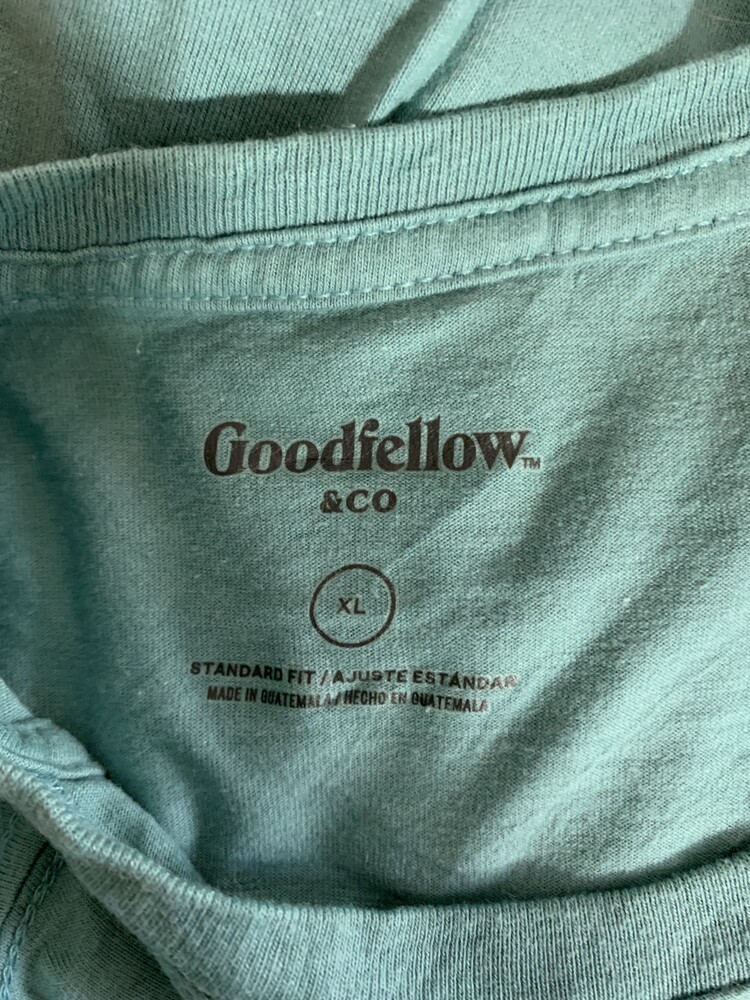 Goodfellow™
&CO
XL
STANDARD FIT / AJUSTE ESTÁNDAR
MADE IN GUATEMALA / HECHO EN GUATEMALA